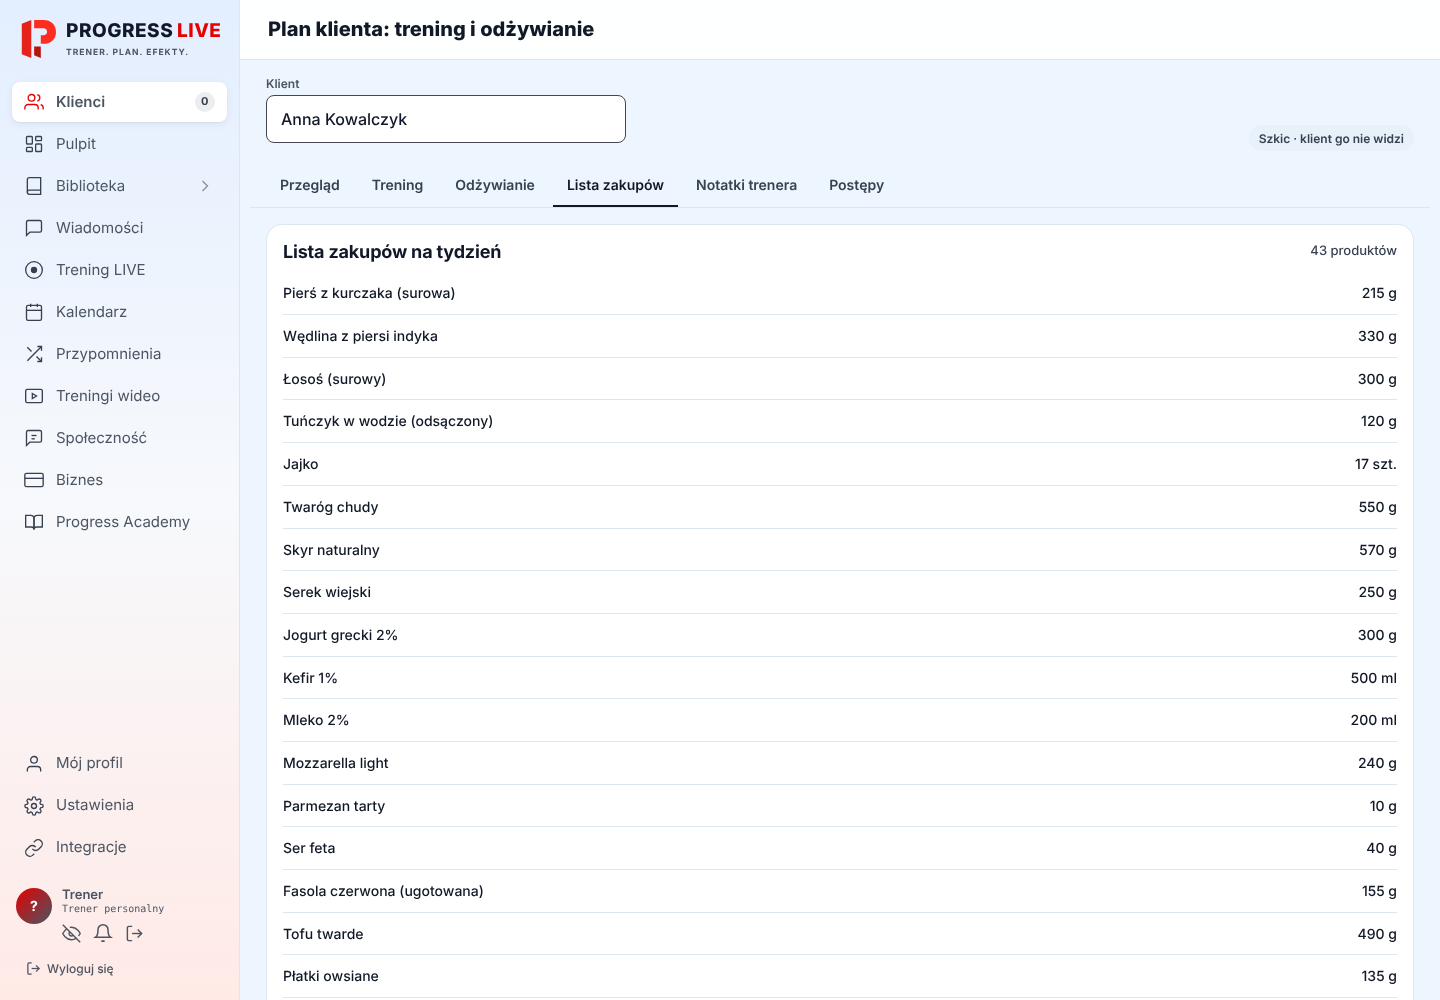 PROGRESS LIVE
TRENER. PLAN. EFEKTY.
Klienci 0
Pulpit
Biblioteka
Wiadomości
Trening LIVE
Kalendarz
Przypomnienia
Treningi wideo
Społeczność
Biznes
Progress Academy
Mój profil
Ustawienia
Integracje
?
Trener
Trener personalny
Wyloguj się
Plan klienta: trening i odżywianie
Klient
Anna Kowalczyk
Szkic · klient go nie widzi
Przegląd Trening Odżywianie Lista zakupów Notatki trenera Postępy
Lista zakupów na tydzień 43 produktów
Pierś z kurczaka (surowa) 215 g
Wędlina z piersi indyka 330 g
Łosoś (surowy) 300 g
Tuńczyk w wodzie (odsączony) 120 g
Jajko 17 szt.
Twaróg chudy 550 g
Skyr naturalny 570 g
Serek wiejski 250 g
Jogurt grecki 2% 300 g
Kefir 1% 500 ml
Mleko 2% 200 ml
Mozzarella light 240 g
Parmezan tarty 10 g
Ser feta 40 g
Fasola czerwona (ugotowana) 155 g
Tofu twarde 490 g
Płatki owsiane 135 g